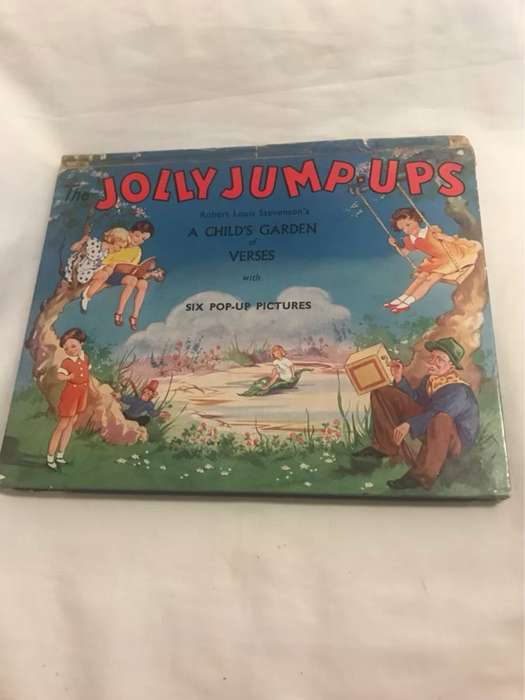 The JOLLY JUMP-UPS
Robert Louis Stevenson's
A CHILD'S GARDEN
of
VERSES
with
SIX POP-UP PICTURES